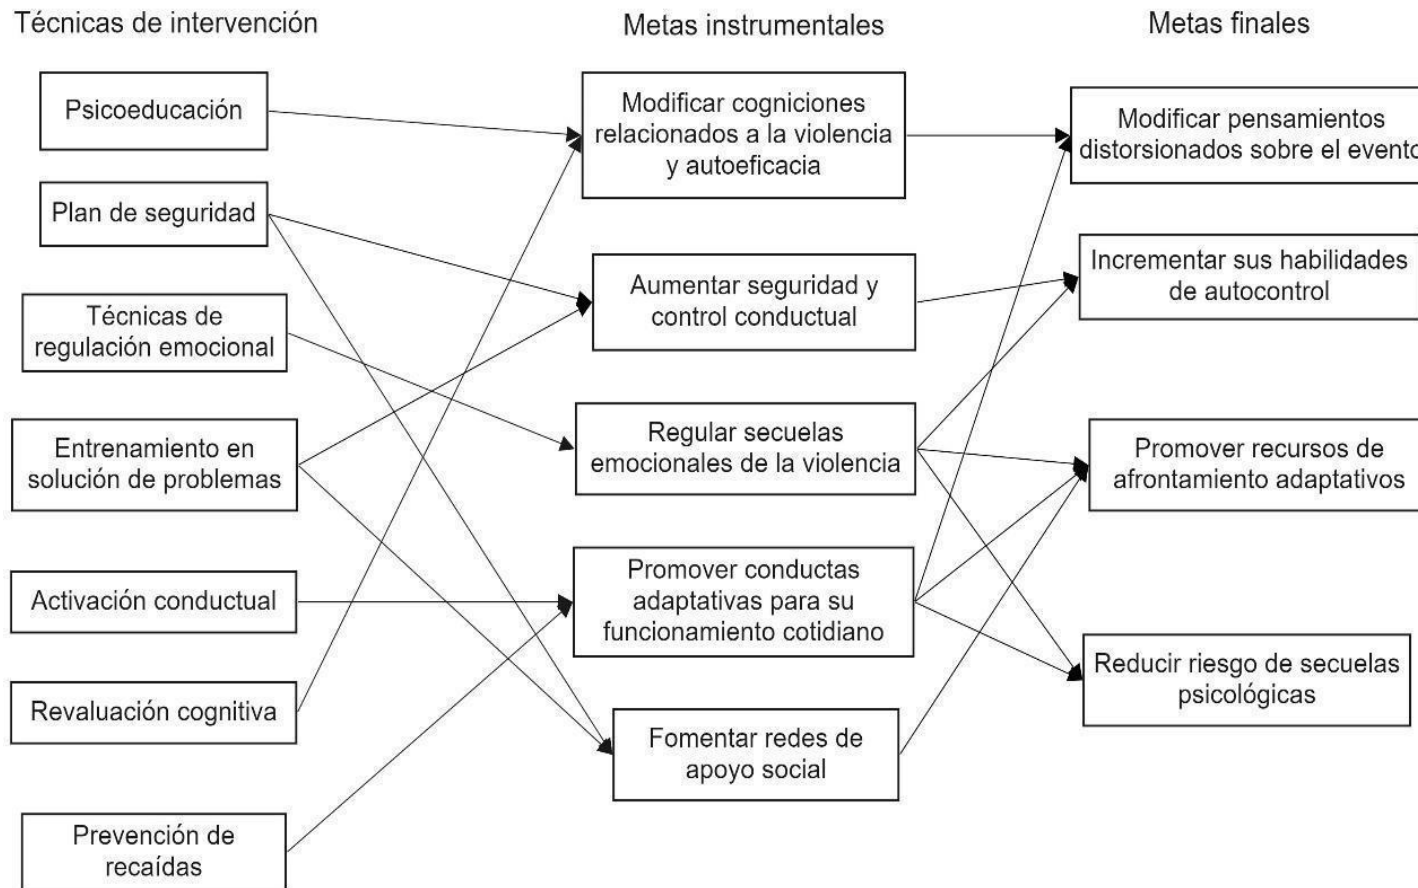 Técnicas de intervención
Metas instrumentales
Metas finales
Psicoeducación
Plan de seguridad
Técnicas de
regulación emocional
Entrenamiento en
solución de problemas
Activación conductual
Revaluación cognitiva
Prevención de
recaídas
Modificar cogniciones
relacionados a la violencia
y autoeficacia
Aumentar seguridad y
control conductual
Regular secuelas
emocionales de la violencia
Promover conductas
adaptativas para su
funcionamiento cotidiano
Fomentar redes de
apoyo social
Modificar pensamientos
distorsionados sobre el evento
Incrementar sus habilidades
de autocontrol
Promover recursos de
afrontamiento adaptativos
Reducir riesgo de secuelas
psicológicas